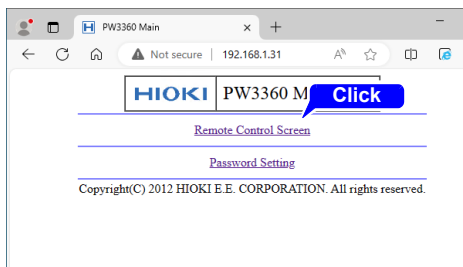 PW3360 Main
Not secure | 192.168.1.31
HIOKI PW3360 M
Click
Remote Control Screen
Password Setting
Copyright(C) 2012 HIOKI E.E. CORPORATION. All rights reserved.